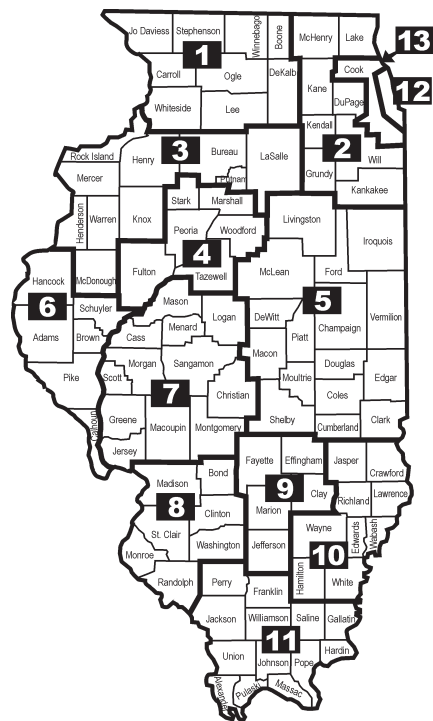 Jo Daviess
Stephenson
Winnebago
Boone
McHenry
Lake
1
13
Carroll
Ogle
DeKalb
Kane
Cook
DuPage
12
Whiteside
Lee
Kendall
2
Will
Rock Island
Henry
3
Bureau
LaSalle
Grundy
Putnam
Kankakee
Mercer
Stark
Marshall
Henderson
Warren
Knox
Peoria
Woodford
Livingston
Iroquois
4
Fulton
Tazewell
McLean
Ford
Hancock
McDonough
5
6
Schuyler
Mason
Logan
DeWitt
Champaign
Vermilion
Adams
Brown
Cass
Menard
Piatt
Macon
Morgan
Sangamon
Douglas
Edgar
Pike
Scott
7
Moultrie
Coles
Christian
Greene
Macoupin
Montgomery
Shelby
Cumberland
Clark
Calhoun
Jersey
Fayette
Effingham
Jasper
Crawford
Madison
Bond
9
8
Clay
Richland
Lawrence
Clinton
Marion
St. Clair
Wayne
Edwards
Wabash
Washington
Jefferson
10
Monroe
Hamilton
White
Randolph
Perry
Franklin
Jackson
Williamson
Saline
Gallatin
11
Union
Johnson
Pope
Hardin
Alexander
Pulaski
Massac